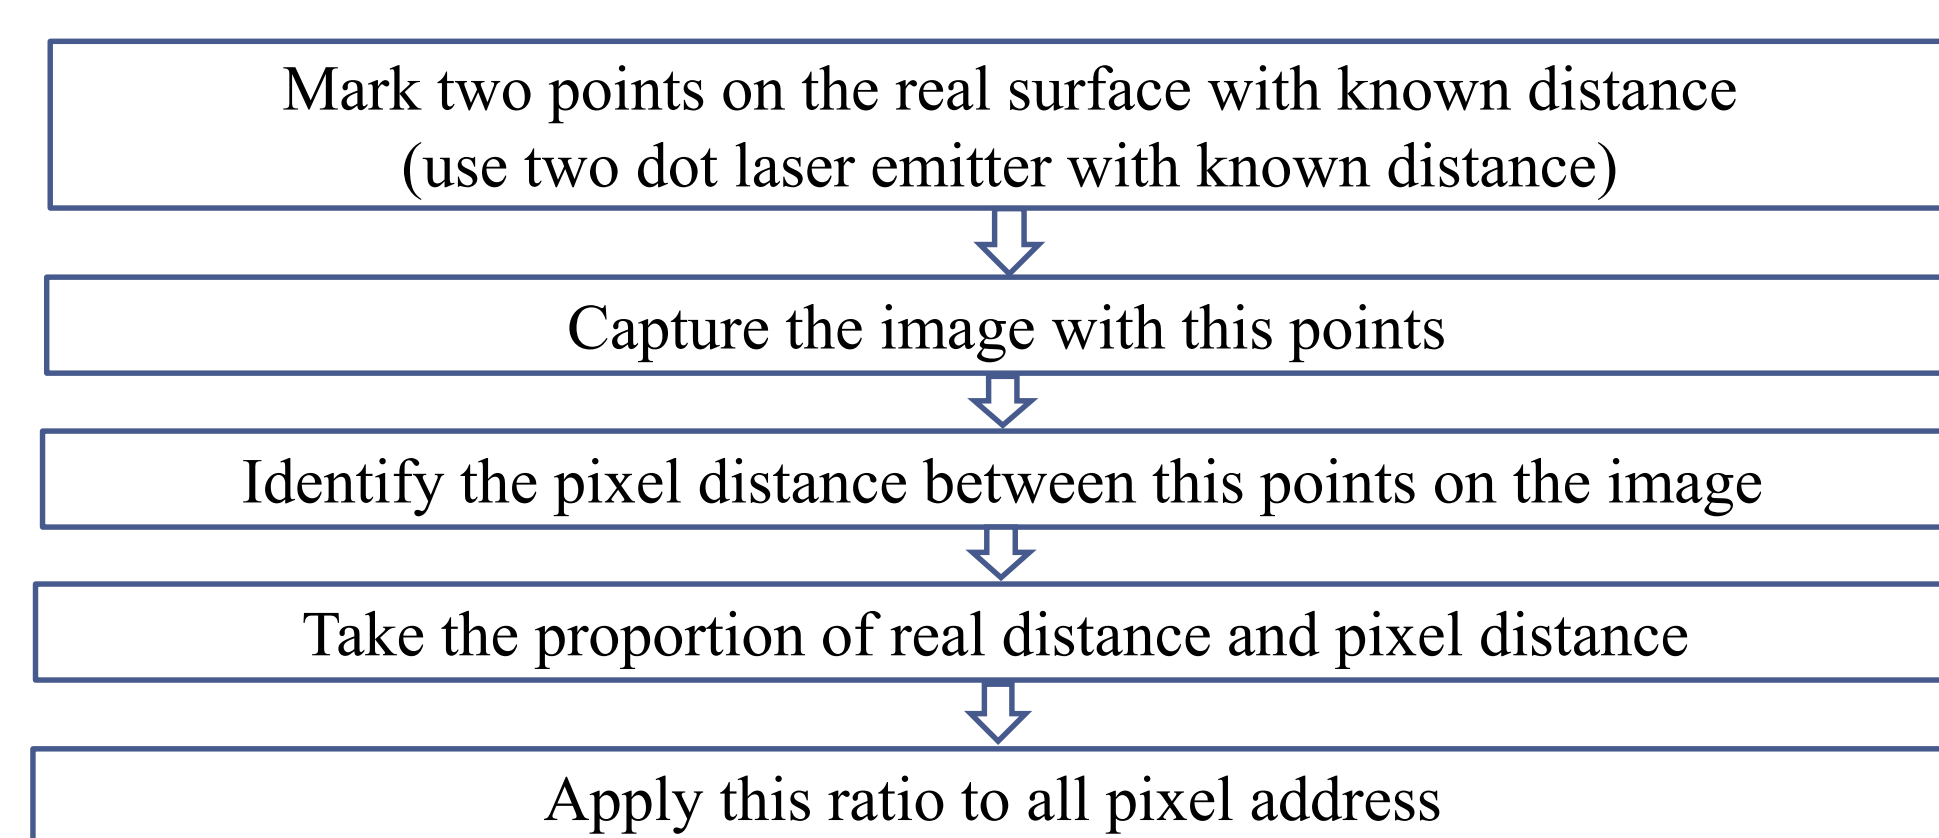 Mark two points on the real surface with known distance
(use two dot laser emitter with known distance)
Capture the image with this points
Identify the pixel distance between this points on the image
Take the proportion of real distance and pixel distance
Apply this ratio to all pixel address